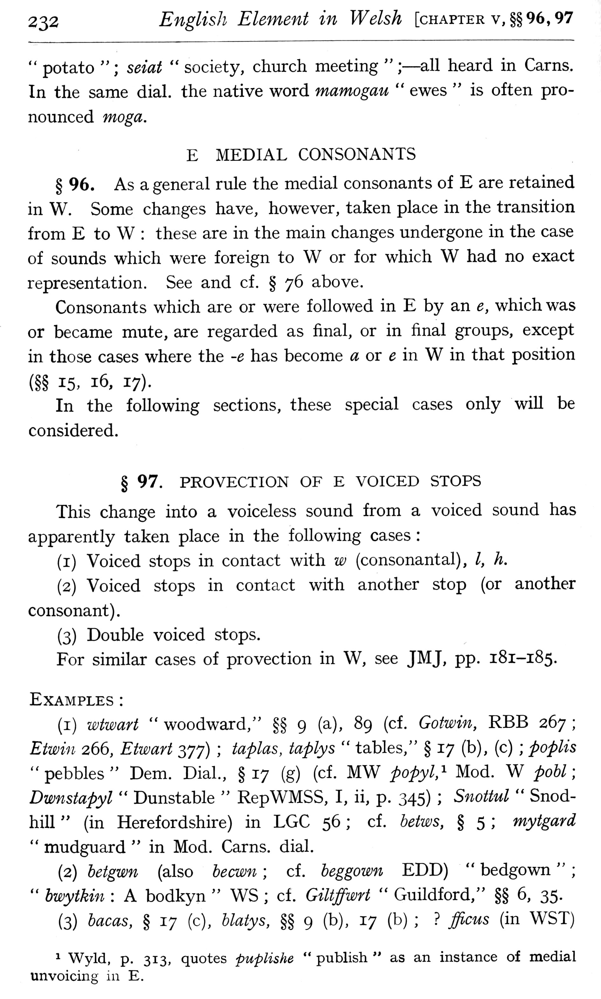 232 English Element in Welsh [CHAPTER V, §§ 96, 97
“ potato ” ; seiat “ society, church meeting ” ;—all heard in Carns.
In the same dial. the native word mamogau “ ewes ” is often pro-
nounced moga.
E MEDIAL CONSONANTS
§ 96. As a general rule the medial consonants of E are retained
in W. Some changes have, however, taken place in the transition
from E to W : these are in the main changes undergone in the case
of sounds which were foreign to W or for which W had no exact
representation. See and cf. § 76 above.
Consonants which are or were followed in E by an e, which was
or became mute, are regarded as final, or in final groups, except
in those cases where the -e has become a or e in W in that position
(§§ 15, 16, 17).
In the following sections, these special cases only will be
considered.
§ 97. PROVECTION OF E VOICED STOPS
This change into a voiceless sound from a voiced sound has
apparently taken place in the following cases :
(1) Voiced stops in contact with w (consonantal), l, h.
(2) Voiced stops in contact with another stop (or another
consonant).
(3) Double voiced stops.
For similar cases of provection in W, see JMJ, pp. 181–185.
EXAMPLES :
(1) wtwart “ woodward,” §§ 9 (a), 89 (cf. Gotwin, RBB 267 ;
Etwin 266, Etwart 377) ; taplas, taplys “ tables,” § 17 (b), (c) ; poplis
“ pebbles ” Dem. Dial., § 17 (g) (cf. MW popyl,¹ Mod. W pobl ;
Dwnstapyl “ Dunstable ” RepWMSS, I, ii, p. 345) ; Snottul “ Snod-
hill ” (in Herefordshire) in LGC 56 ; cf. betws, § 5 ; mytgard
“ mudguard ” in Mod. Carns. dial.
(2) betgwn (also becwn ; cf. beggown EDD) “ bedgown ” ;
“ bwytkin : A bodkyn ” WS ; cf. Giltffwrt “ Guildford,” §§ 6, 35.
(3) bacas, § 17 (c), blatys, §§ 9 (b), 17 (b) ; ? fficus (in WST)
¹ Wyld, p. 313, quotes puplishe “ publish ” as an instance of medial
unvoicing in E.